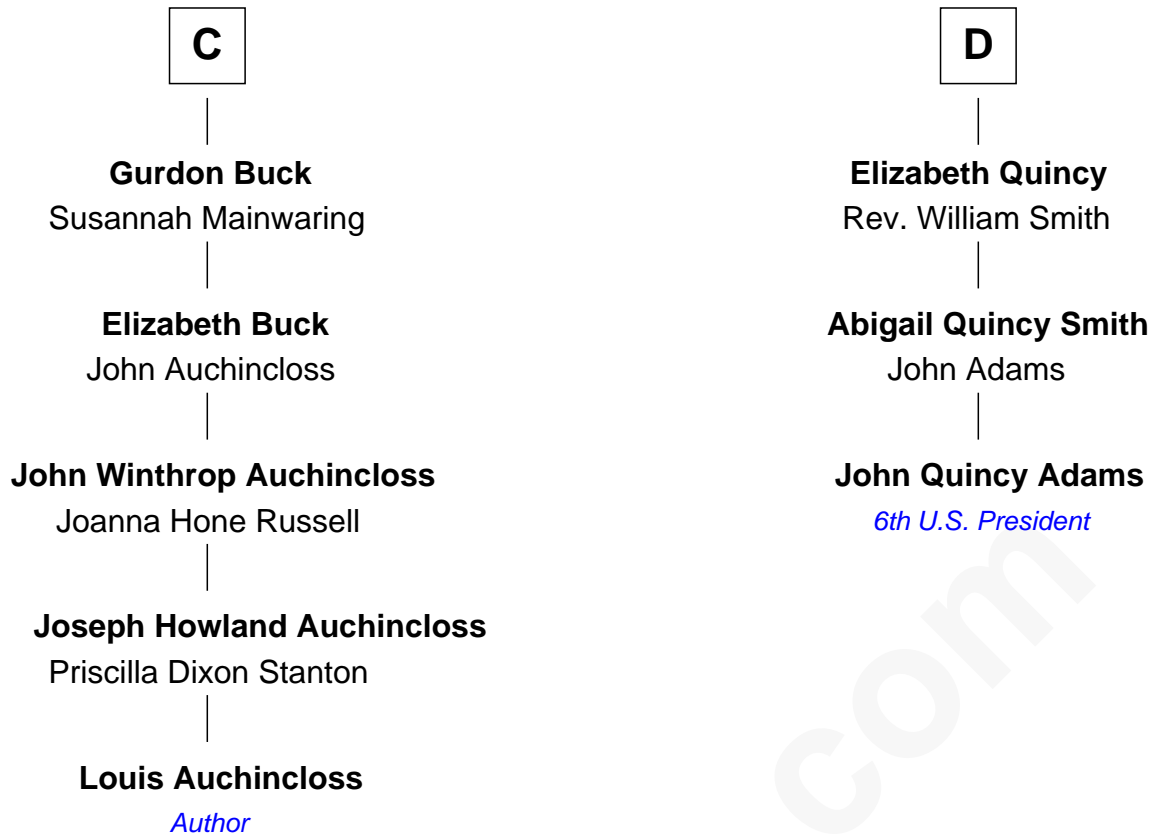 C
Gurdon Buck
Susannah Mainwaring
Elizabeth Buck
John Auchincloss
John Winthrop Auchincloss
Joanna Hone Russell
Joseph Howland Auchincloss
Priscilla Dixon Stanton
Louis Auchincloss
Author
D
Elizabeth Quincy
Rev. William Smith
Abigail Quincy Smith
John Adams
John Quincy Adams
6th U.S. President
com